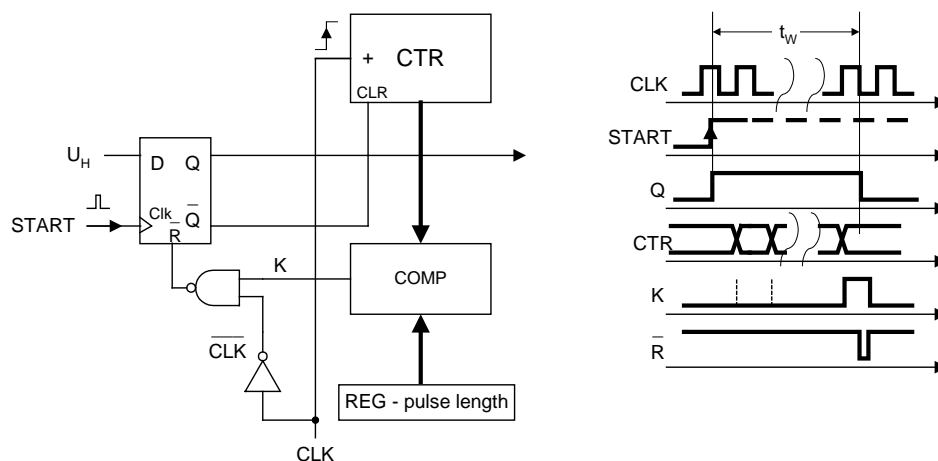 + CTR
CLR
U_H
D Q
START
Clk Q̅
R̅
K
COMP
C̅L̅K̅
REG - pulse length
CLK
t_W
CLK
START
Q
CTR
K
R̅